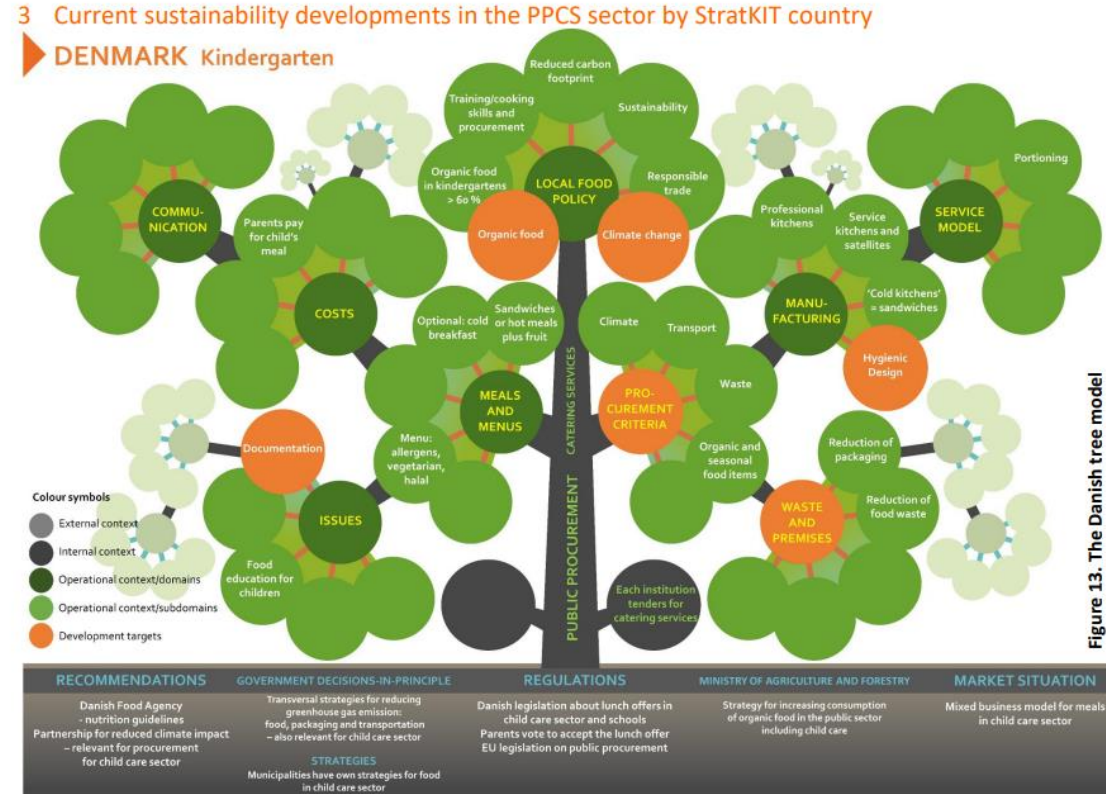 3 Current sustainability developments in the PPCS sector by StratKIT country
DENMARK Kindergarten
Reduced carbon
footprint
Training/cooking
skills and
procurement
Sustainability
Organic food
in kindergartens
> 60 %
LOCAL FOOD
POLICY
Responsible
trade
Organic food
Climate change
COMMU-
NICATION
Parents pay
for child's
meal
COSTS
Professional
kitchens
Service
kitchens and
satellites
Portioning
SERVICE
MODEL
MANU-
FACTURING
'Cold kitchens'
= sandwiches
Hygienic
Design
Optional: cold
breakfast
Sandwiches
or hot meals
plus fruit
MEALS
AND
MENUS
Menu:
allergens,
vegetarian,
halal
Climate
Transport
Waste
PRO-
CUREMENT
CRITERIA
Organic and
seasonal
food items
Documentation
ISSUES
Food
education for
children
Reduction of
packaging
Reduction of
food waste
WASTE
AND
PREMISES
PUBLIC PROCUREMENT CATERING SERVICES
Each institution
tenders for
catering services
Colour symbols
External context
Internal context
Operational context/domains
Operational context/subdomains
Development targets
Figure 13. The Danish tree model
RECOMMENDATIONS
Danish Food Agency
- nutrition guidelines
Partnership for reduced climate impact
– relevant for procurement
for child care sector
GOVERNMENT DECISIONS-IN-PRINCIPLE
Transversal strategies for reducing
greenhouse gas emission:
food, packaging and transportation
– also relevant for child care sector
STRATEGIES
Municipalities have own strategies for food
in child care sector
REGULATIONS
Danish legislation about lunch offers in
child care sector and schools
Parents vote to accept the lunch offer
EU legislation on public procurement
MINISTRY OF AGRICULTURE AND FORESTRY
Strategy for increasing consumption
of organic food in the public sector
including child care
MARKET SITUATION
Mixed business model for meals
in child care sector